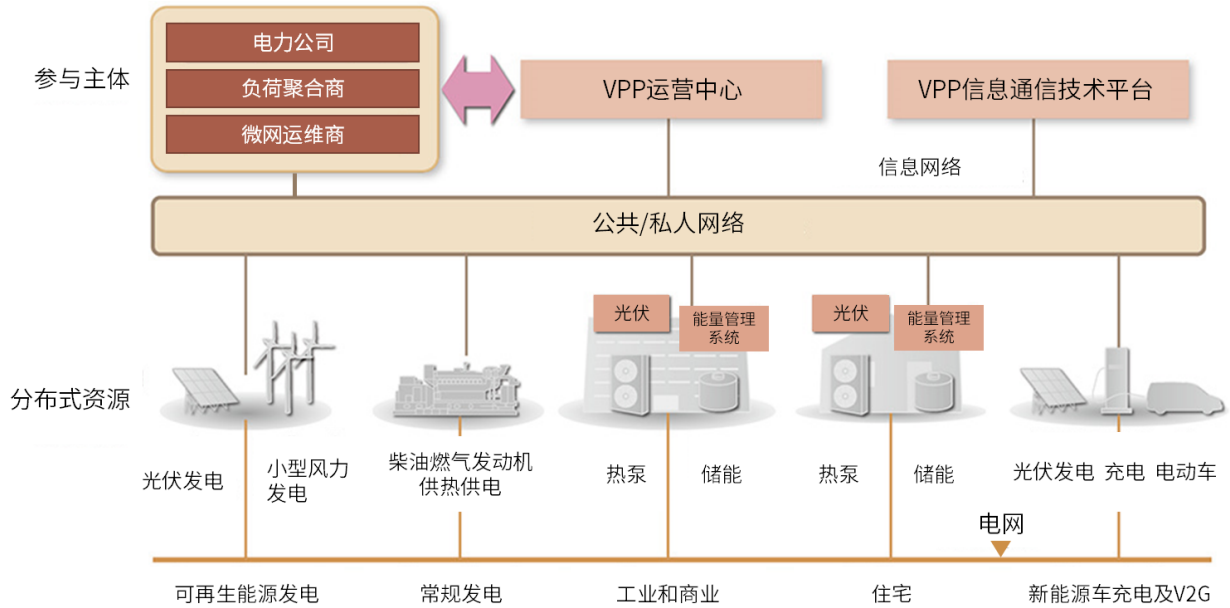 参与主体
电力公司
负荷聚合商
微网运维商
VPP运营中心
VPP信息通信技术平台
信息网络
公共/私人网络
分布式资源
光伏
能量管理
系统
光伏
能量管理
系统
光伏发电
小型风力
发电
柴油燃气发动机
供热供电
热泵
储能
热泵
储能
光伏发电
充电
电动车
电网
可再生能源发电
常规发电
工业和商业
住宅
新能源车充电及V2G